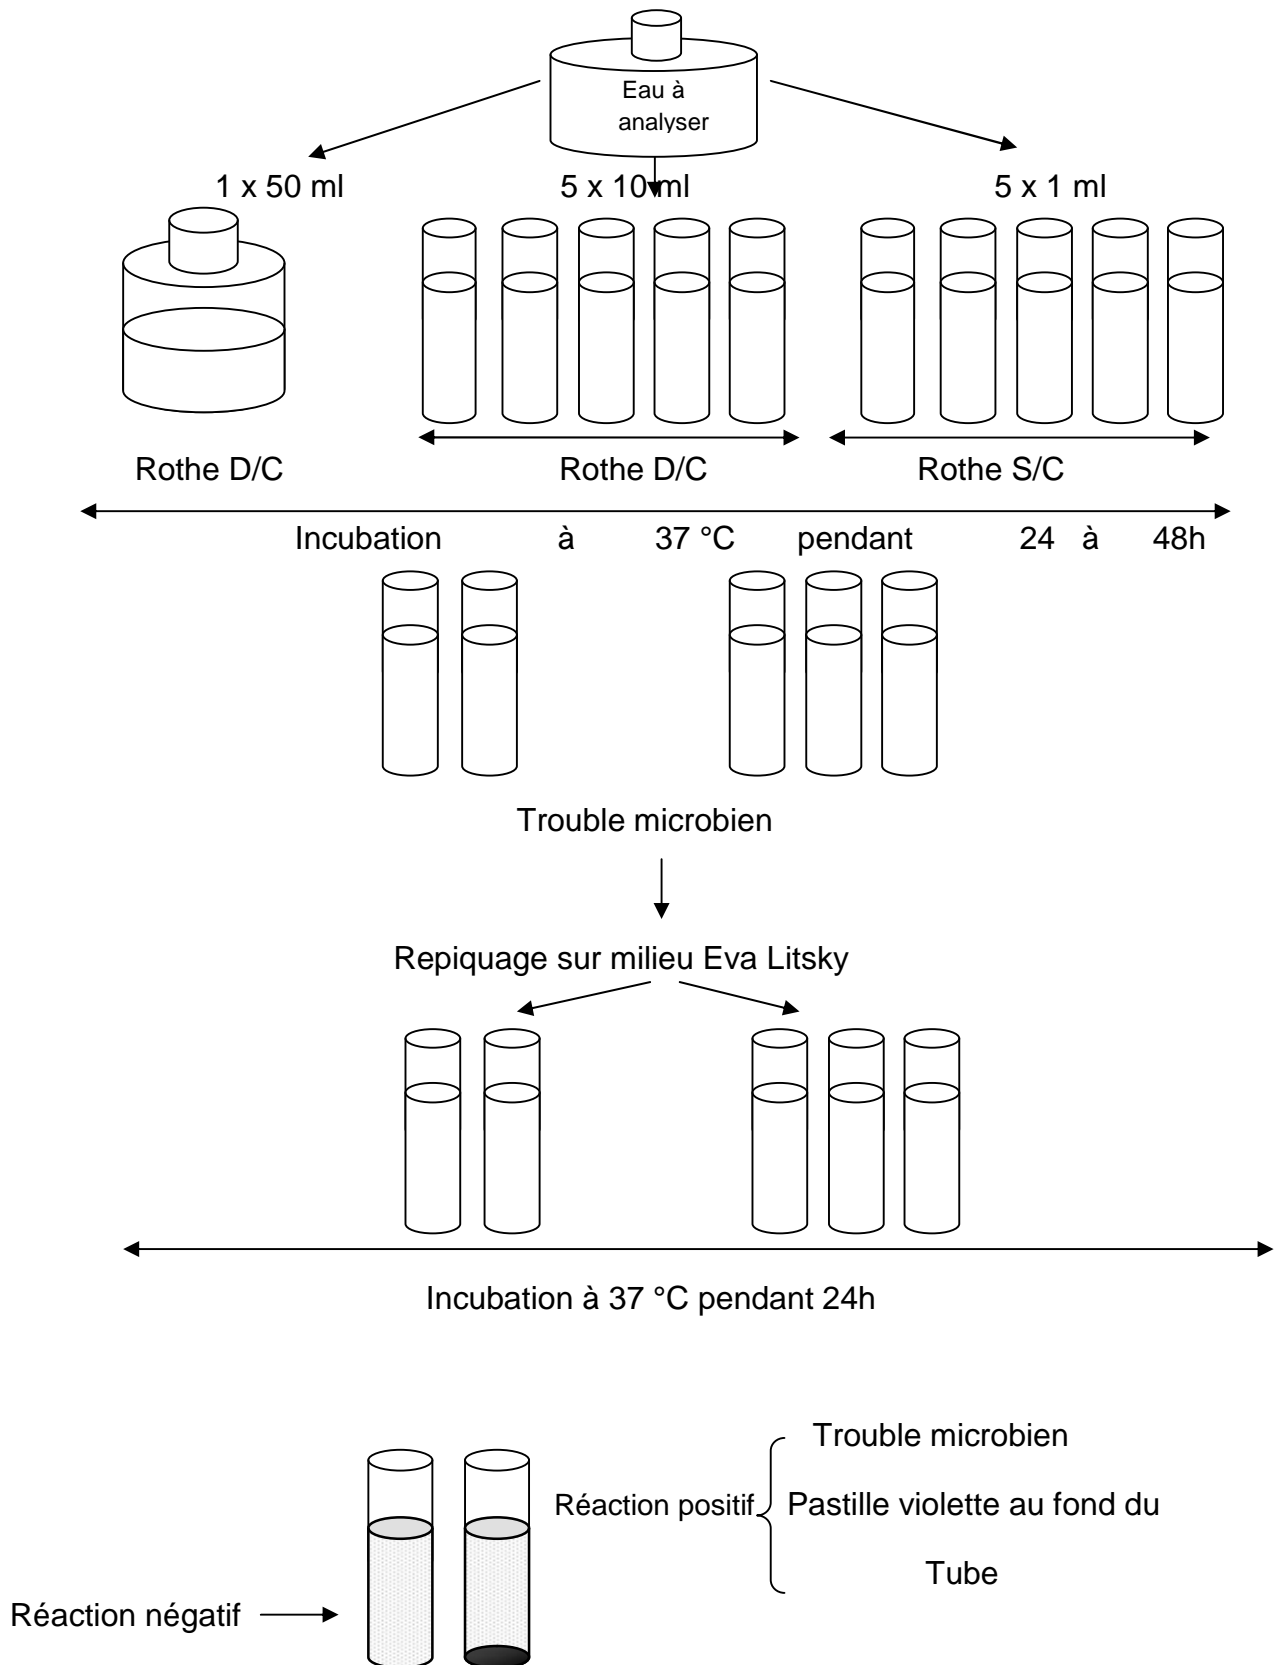 Eau à
analyser
1 x 50 ml 5 x 10 ml 5 x 1 ml
Rothe D/C Rothe D/C Rothe S/C
Incubation à 37 °C pendant 24 à 48h
Trouble microbien
Repiquage sur milieu Eva Litsky
Incubation à 37 °C pendant 24h
Trouble microbien
Réaction positif Pastille violette au fond du
Tube
Réaction négatif